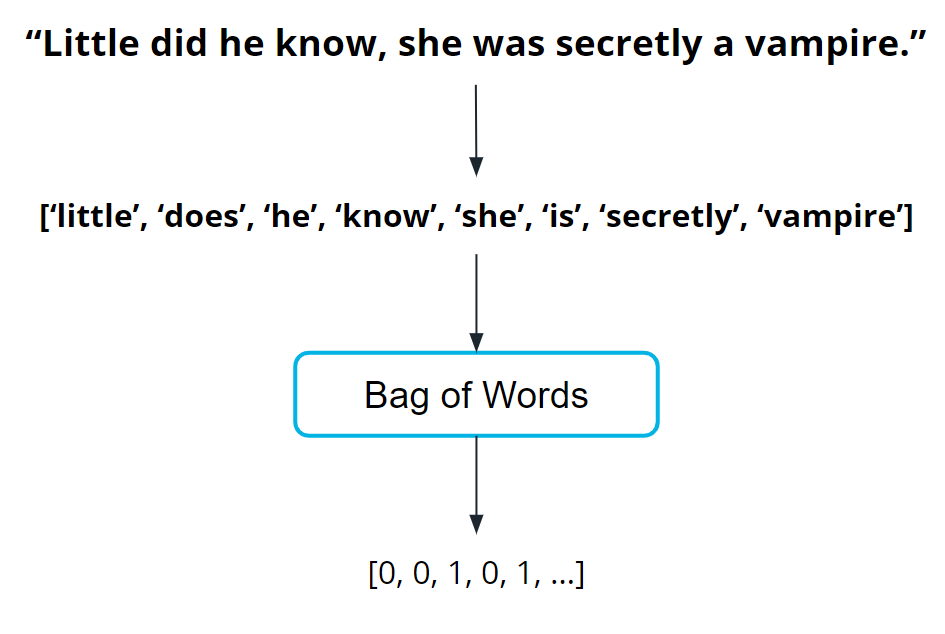 “Little did he know, she was secretly a vampire.”
[‘little’, ‘does’, ‘he’, ‘know’, ‘she’, ‘is’, ‘secretly’, ‘vampire’]
Bag of Words
[0, 0, 1, 0, 1, ...]